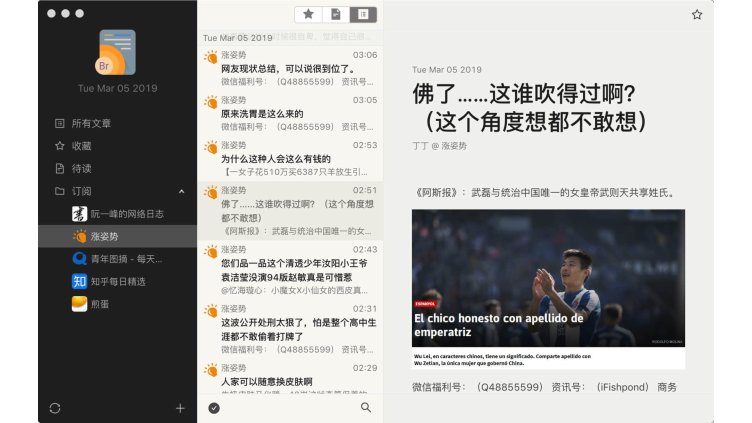 Br
Tue Mar 05 2019
所有文章
收藏
待读
订阅
阮一峰的网络日志
涨姿势
青年图摘 - 每天...
知 知乎每日精选
煎蛋
Tue Mar 05 2019
涨姿势 03:06
网友现状总结，可以说很到位了。
微信福利号：（Q48855599） 资讯号...
涨姿势 03:05
原来洗胃是这么来的
微信福利号：（Q48855599） 资讯号...
涨姿势 02:53
为什么这种人会这么有钱的
【一女子花510万买6387只羊放生引...
涨姿势 02:51
佛了……这谁吹得过啊？（这个角度想
都不敢想）
《阿斯报》：武磊与统治中国唯一的女...
涨姿势 02:43
您们品一品这个清透少年汝阳小王爷
袁洁莹没演94版赵敏真是可惜惹
@忆海璇心：小魔女X小仙女的西皮真...
涨姿势 02:31
这波公开处刑太狠了，怕是整个高中生
涯都不敢偷着打牌了
微信福利号：（Q48855599） 资讯号...
涨姿势 02:29
人家可以随意换皮肤啊
Tue Mar 05 2019
佛了……这谁吹得过啊？
（这个角度想都不敢想）
丁丁 @ 涨姿势
《阿斯报》：武磊与统治中国唯一的女皇帝武则天共享姓氏。
ESPANYOL
El chico honesto con apellido de
emperatriz
Wu Lei, en caracteres chinos, tiene un significado. Comparte apellido con
Wu Zetian, la única mujer que gobernó China.
微信福利号：（Q48855599） 资讯号：（iFishpond） 商务